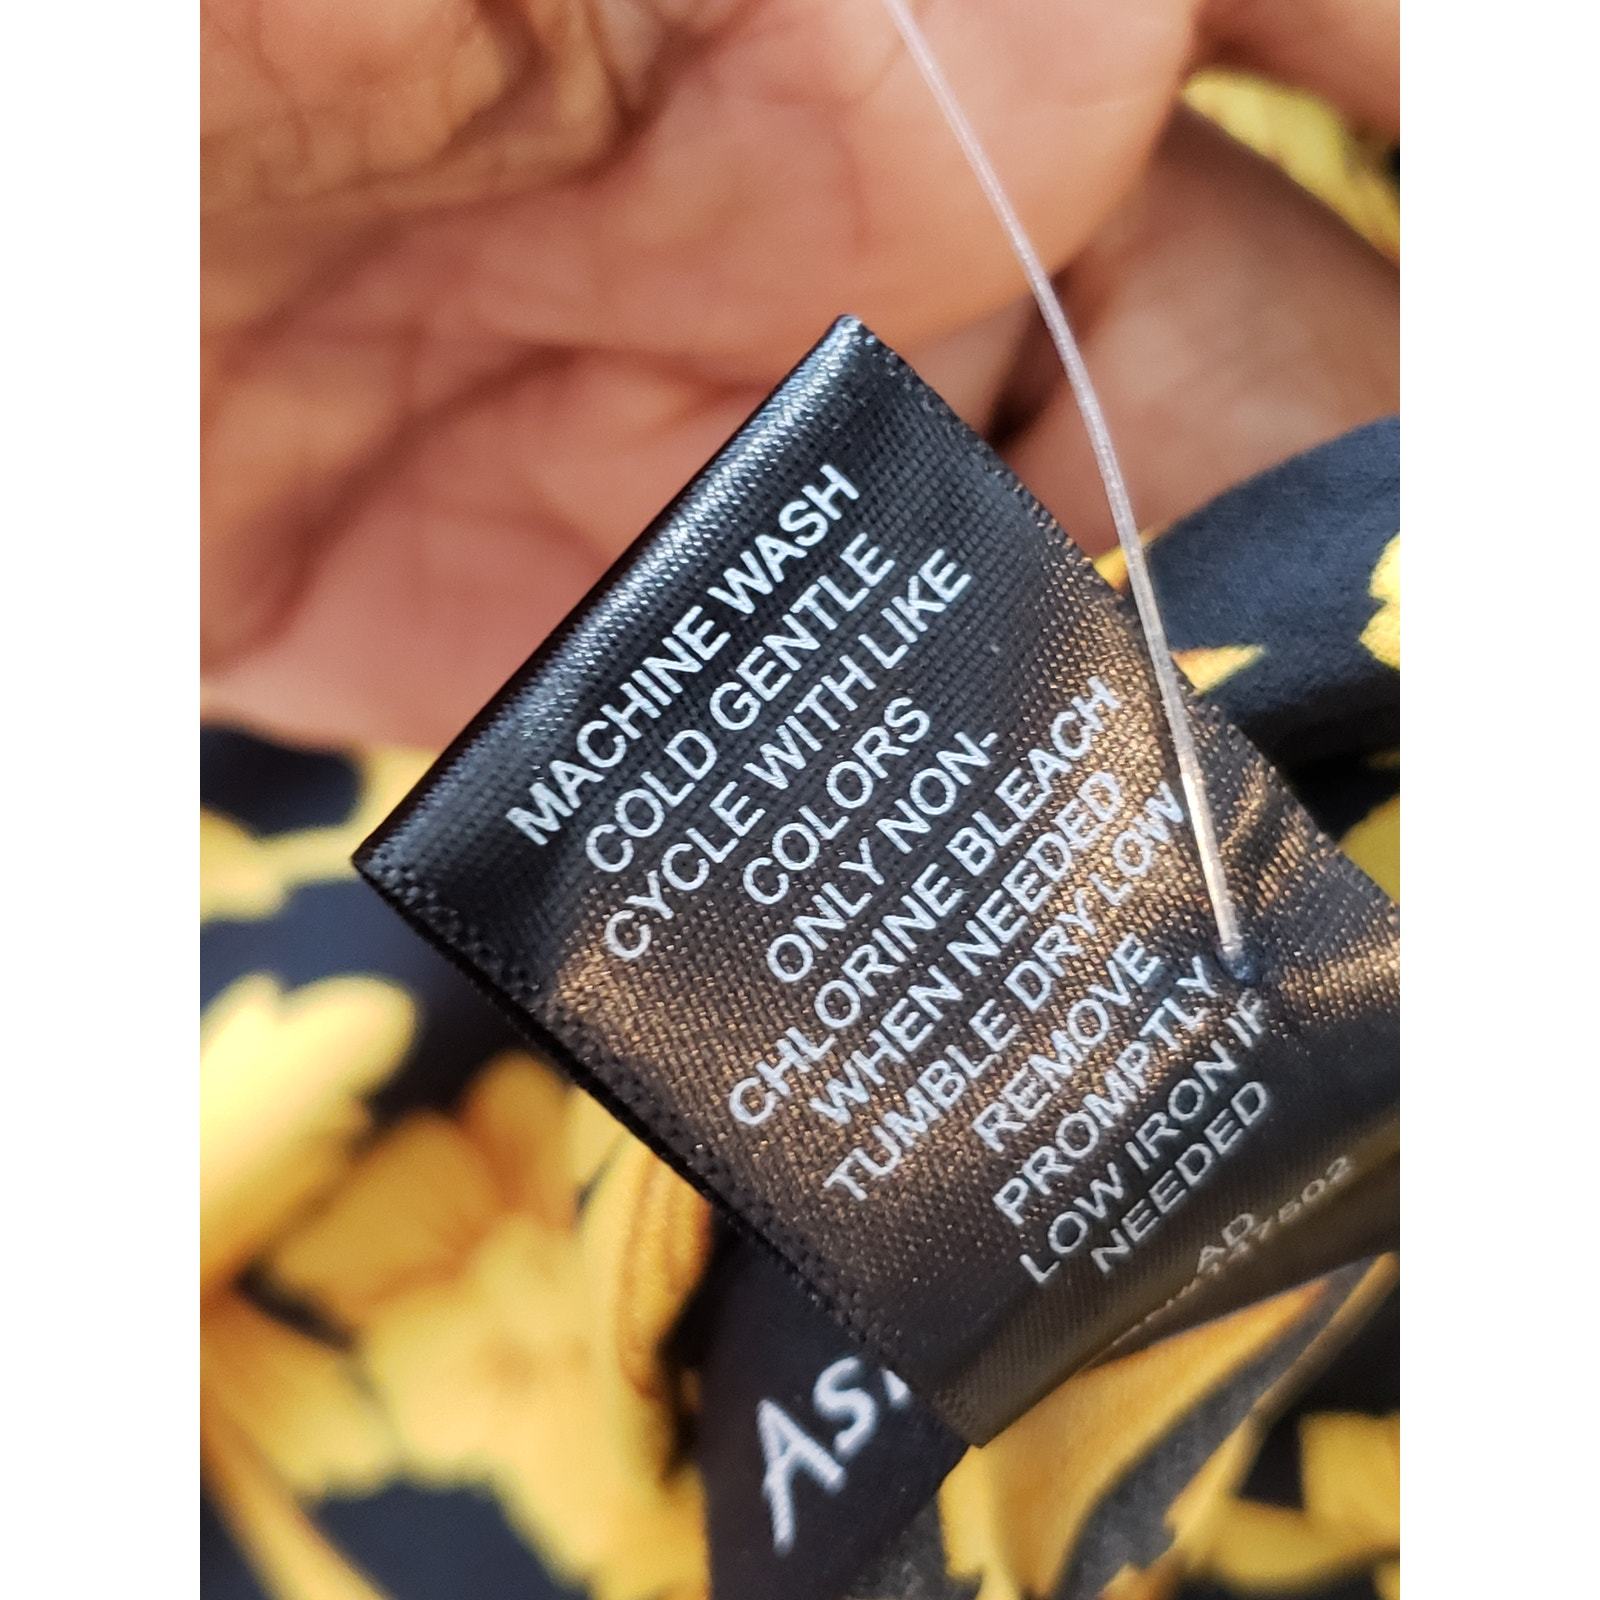 MACHINE WASH
COLD GENTLE
CYCLE WITH LIKE
COLORS
ONLY NON-
CHLORINE BLEACH
WHEN NEEDED
TUMBLE DRY LOW
REMOVE
PROMPTLY
LOW IRON IF
NEEDED
AD